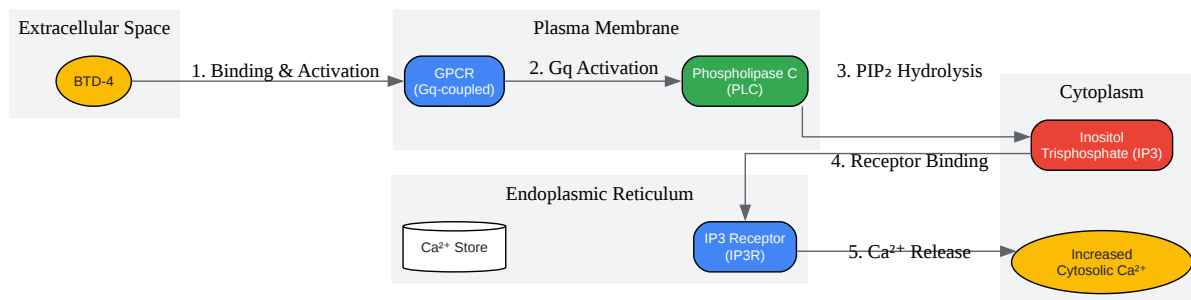 Extracellular Space
BTD-4
1. Binding & Activation
Plasma Membrane
GPCR
(Gq-coupled)
2. Gq Activation
Phospholipase C
(PLC)
3. PIP₂ Hydrolysis
Cytoplasm
Inositol
Trisphosphate (IP3)
4. Receptor Binding
Endoplasmic Reticulum
Ca²⁺ Store
IP3 Receptor
(IP3R)
5. Ca²⁺ Release
Increased
Cytosolic Ca²⁺